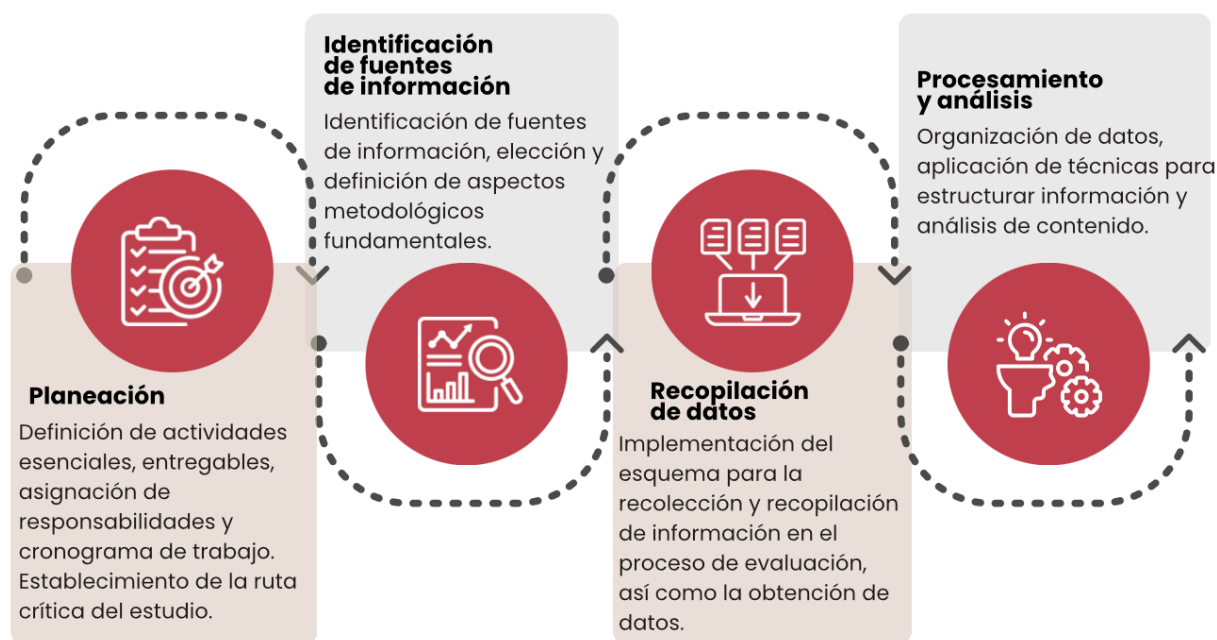 Planeación
Definición de actividades
esenciales, entregables,
asignación de
responsabilidades y
cronograma de trabajo.
Establecimiento de la ruta
crítica del estudio.
Identificación
de fuentes
de información
Identificación de fuentes
de información, elección y
definición de aspectos
metodológicos
fundamentales.
Recopilación
de datos
Implementación del
esquema para la
recolección y recopilación
de información en el
proceso de evaluación,
así como la obtención de
datos.
Procesamiento
y análisis
Organización de datos,
aplicación de técnicas para
estructurar información y
análisis de contenido.